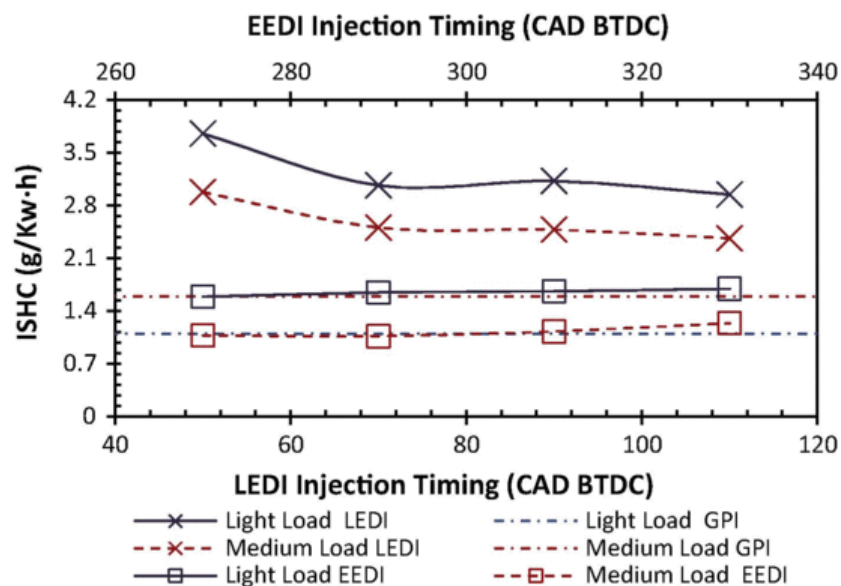 EEDI Injection Timing (CAD BTDC)
260 280 300 320 340
4.2
3.5
2.8
2.1
1.4
0.7
0
ISHC (g/Kw·h)
40 60 80 100 120
LEDI Injection Timing (CAD BTDC)
Light Load LEDI Light Load GPI
Medium Load LEDI Medium Load GPI
Light Load EEDI Medium Load EEDI